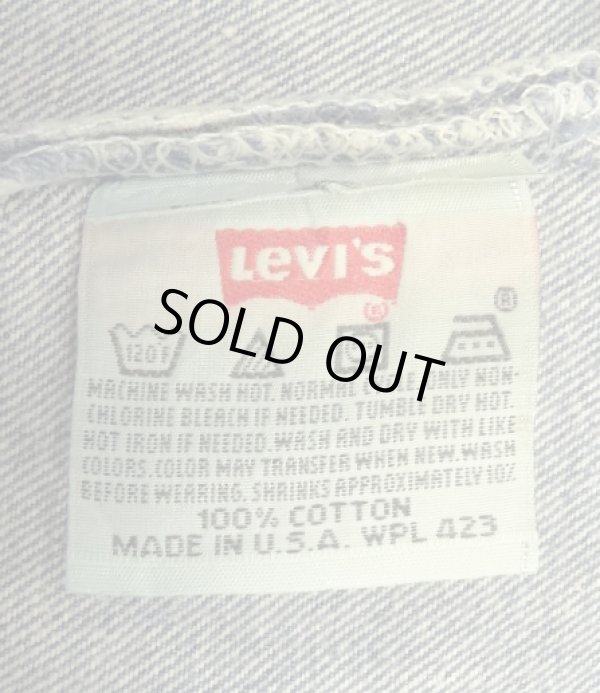 Levi's
®
®
120F
SOLD OUT
MACHINE WASH HOT. NORMAL ONLY NON-
CHLORINE BLEACH IF NEEDED. TUMBLE DRY HOT.
HOT IRON IF NEEDED. WASH AND DRY WITH LIKE
COLORS. COLOR MAY TRANSFER WHEN NEW. WASH
BEFORE WEARING. SHRINKS APPROXIMATELY 10%
100% COTTON
MADE IN U.S.A. WPL 423